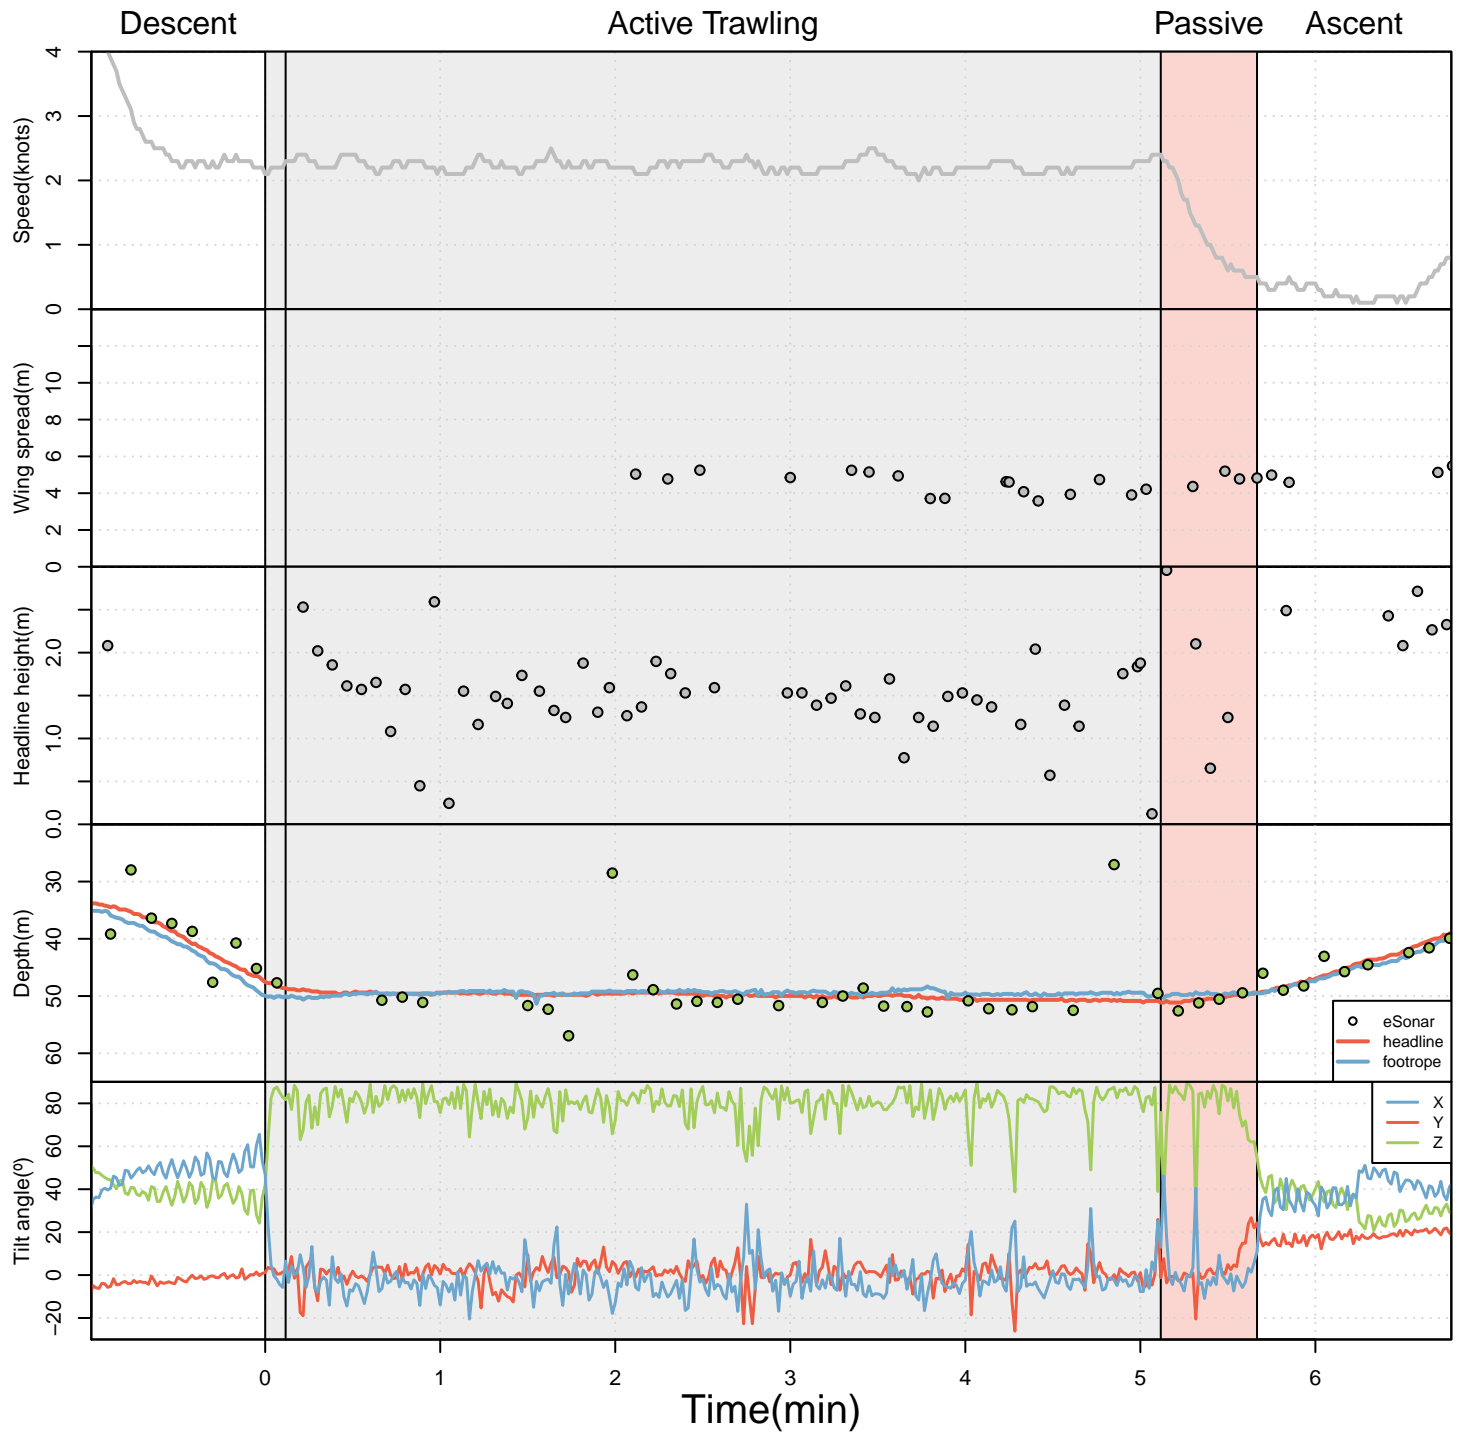 Descent Active Trawling Passive Ascent
Speed(knots)
4
3
2
1
0
Wing spread(m)
10
8
6
4
2
0
Headline height(m)
2.0
1.0
0.0
Depth(m)
30
40
50
60
eSonar
headline
footrope
Tilt angle(º)
80
60
40
20
0
−20
X
Y
Z
0 1 2 3 4 5 6
Time(min)